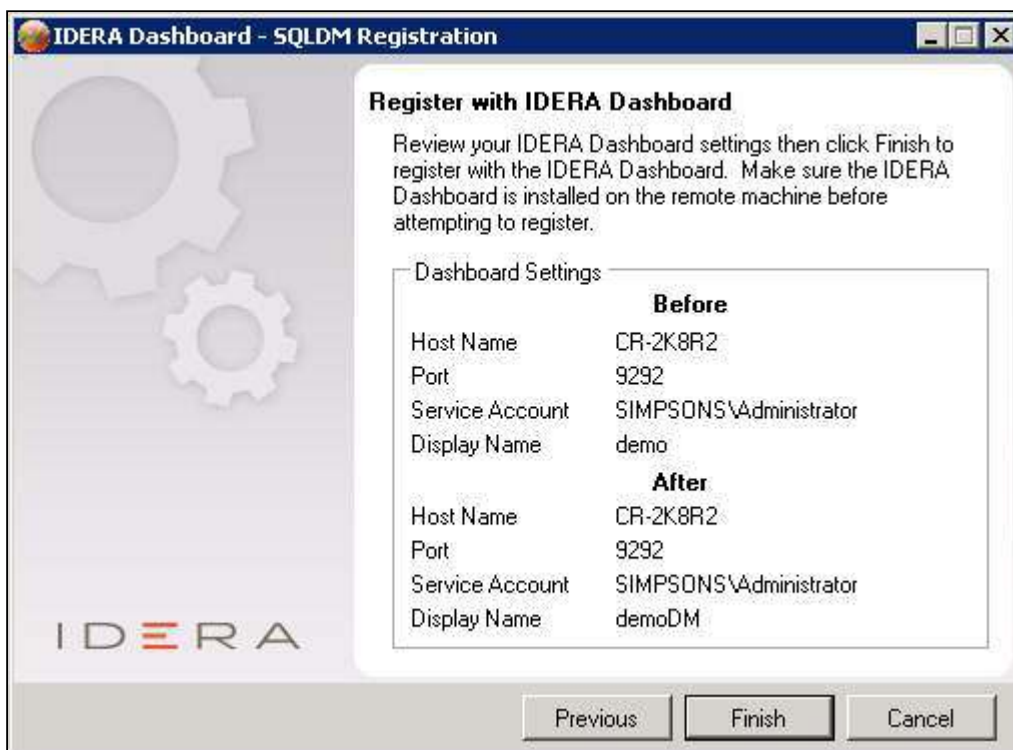 IDERA Dashboard - SQLDM Registration
Register with IDERA Dashboard
Review your IDERA Dashboard settings then click Finish to
register with the IDERA Dashboard.  Make sure the IDERA
Dashboard is installed on the remote machine before
attempting to register.
Dashboard Settings
Before
Host Name CR-2K8R2
Port 9292
Service Account SIMPSONS\Administrator
Display Name demo
After
Host Name CR-2K8R2
Port 9292
Service Account SIMPSONS\Administrator
Display Name demoDM
IDERA
Previous Finish Cancel